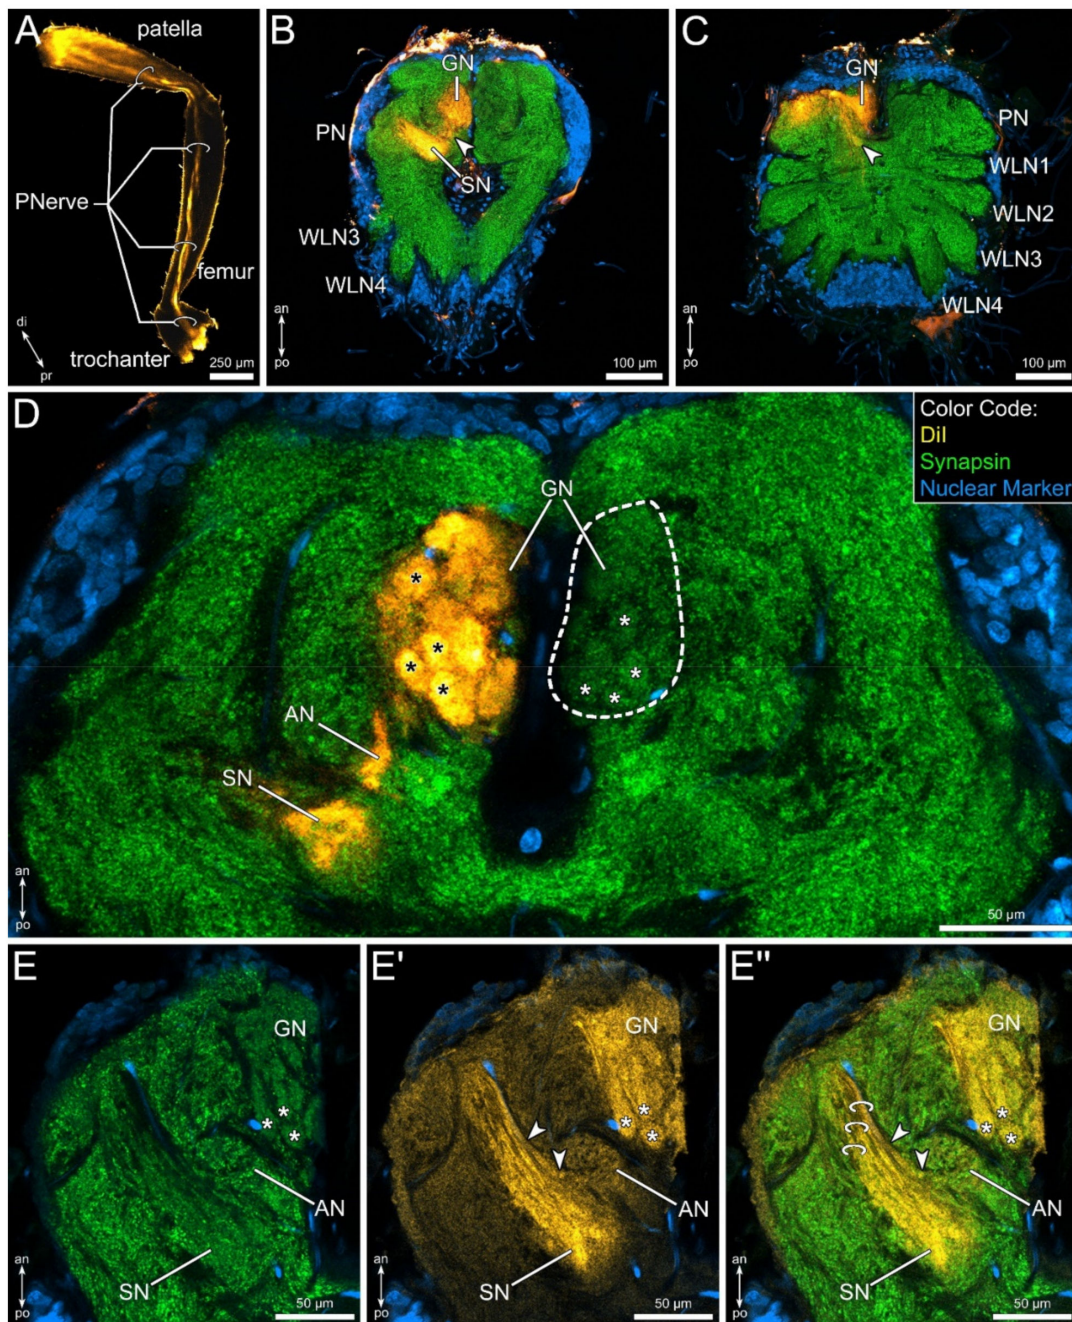 A
patella
PNerve
femur
trochanter
di
pr
250 µm
B
GN
PN
SN
WLN3
WLN4
an
po
100 µm
C
GN
PN
WLN1
WLN2
WLN3
WLN4
an
po
100 µm
D
Color Code:
DiI
Synapsin
Nuclear Marker
GN
*
*
*
*
*
*
*
*
AN
SN
an
po
50 µm
E
GN
*
*
*
AN
SN
an
po
50 µm
E'
GN
*
*
*
AN
SN
an
po
50 µm
E"
GN
*
*
*
AN
SN
an
po
50 µm